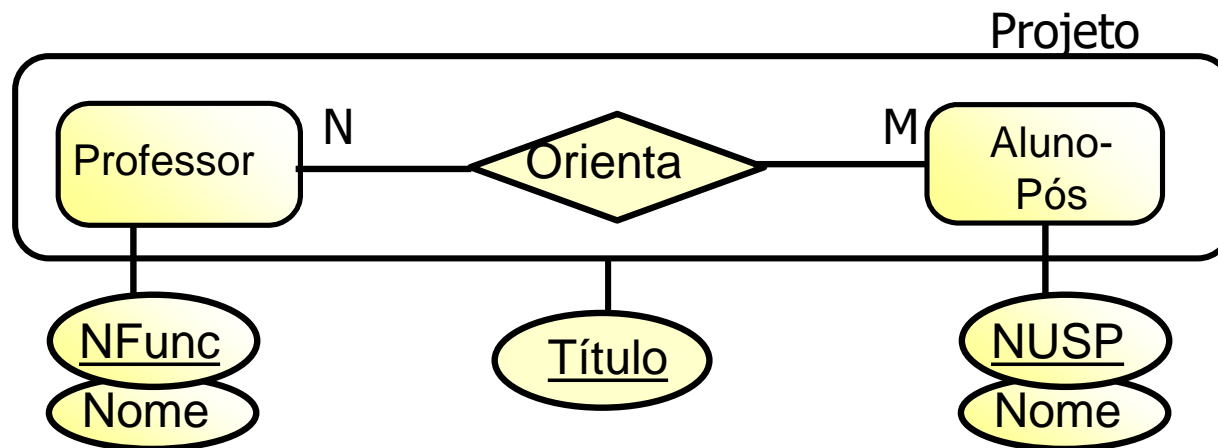 Projeto
Professor
N
Orienta
M
Aluno-
Pós
NFunc
Nome
Título
NUSP
Nome